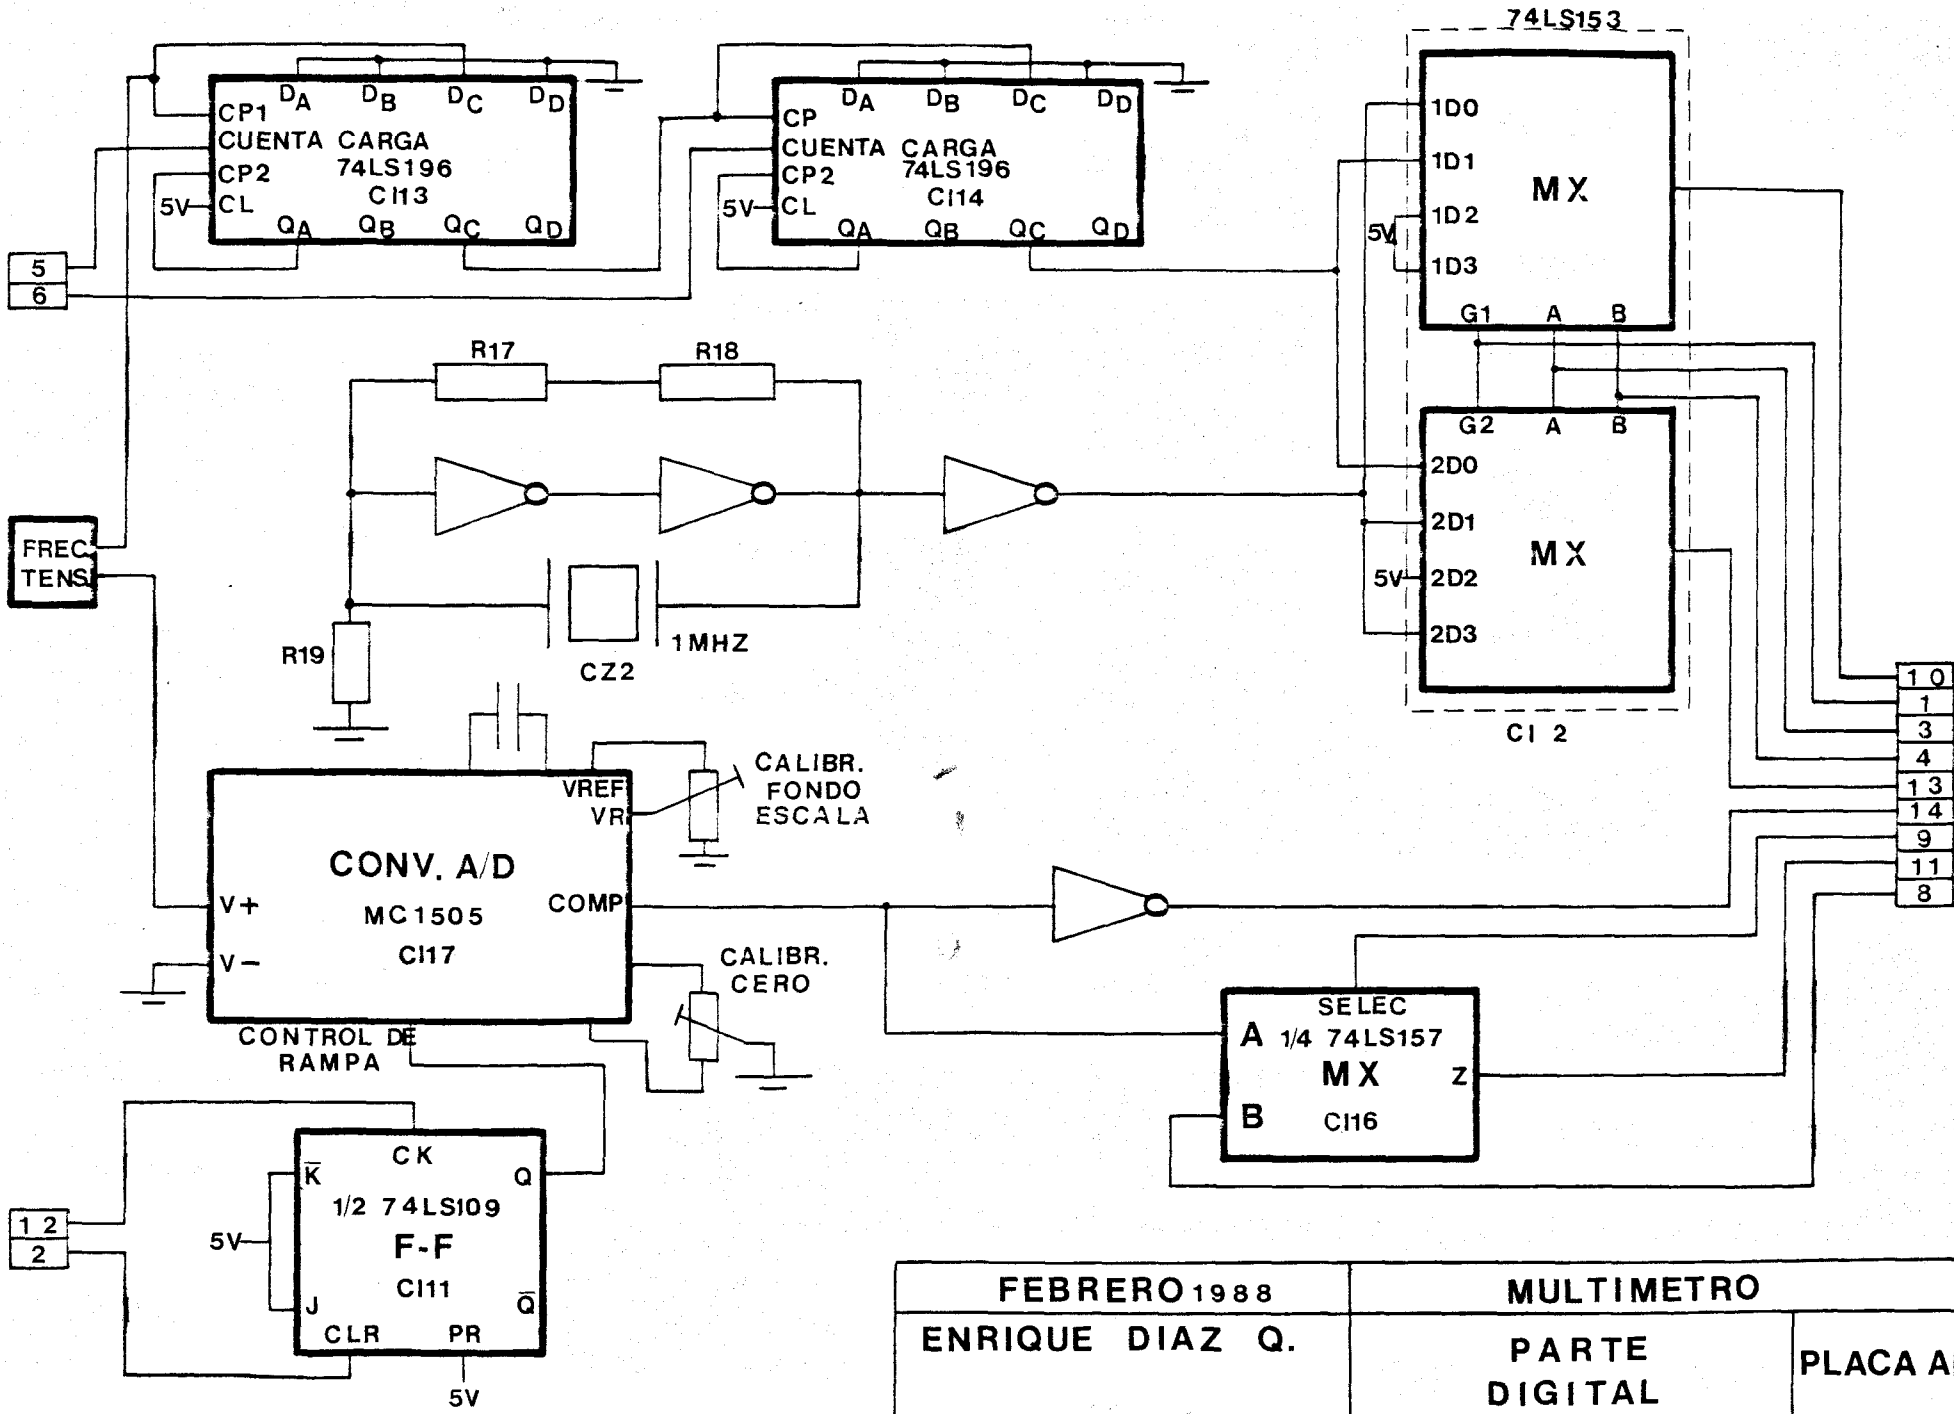 74LS153
DA DB DC DD
CP1
CUENTA CARGA
74LS196
CP2
CI13
5V CL
QA QB QC QD
DA DB DC DD
CP
CUENTA CARGA
74LS196
CP2
CI14
5V CL
QA QB QC QD
5
6
1D0
1D1
MX
1D2
5V
1D3
G1 A B
G2 A B
2D0
2D1
MX
5V 2D2
2D3
CI 2
R17 R18
R19
1MHZ
CZ2
FREC
TENS
10
1
3
4
13
14
9
11
8
VREF
VR
CALIBR.
FONDO
ESCALA
CONV. A/D
V+
MC1505
COMP
CI17
V-
CALIBR.
CERO
CONTROL DE
RAMPA
SELEC
A 1/4 74LS157
MX Z
B CI16
CK
K̅ Q
1/2 74LS109
5V F-F
CI11
J Q̅
CLR PR
5V
12
2
FEBRERO 1988
MULTIMETRO
ENRIQUE DIAZ Q.
PARTE
DIGITAL
PLACA A